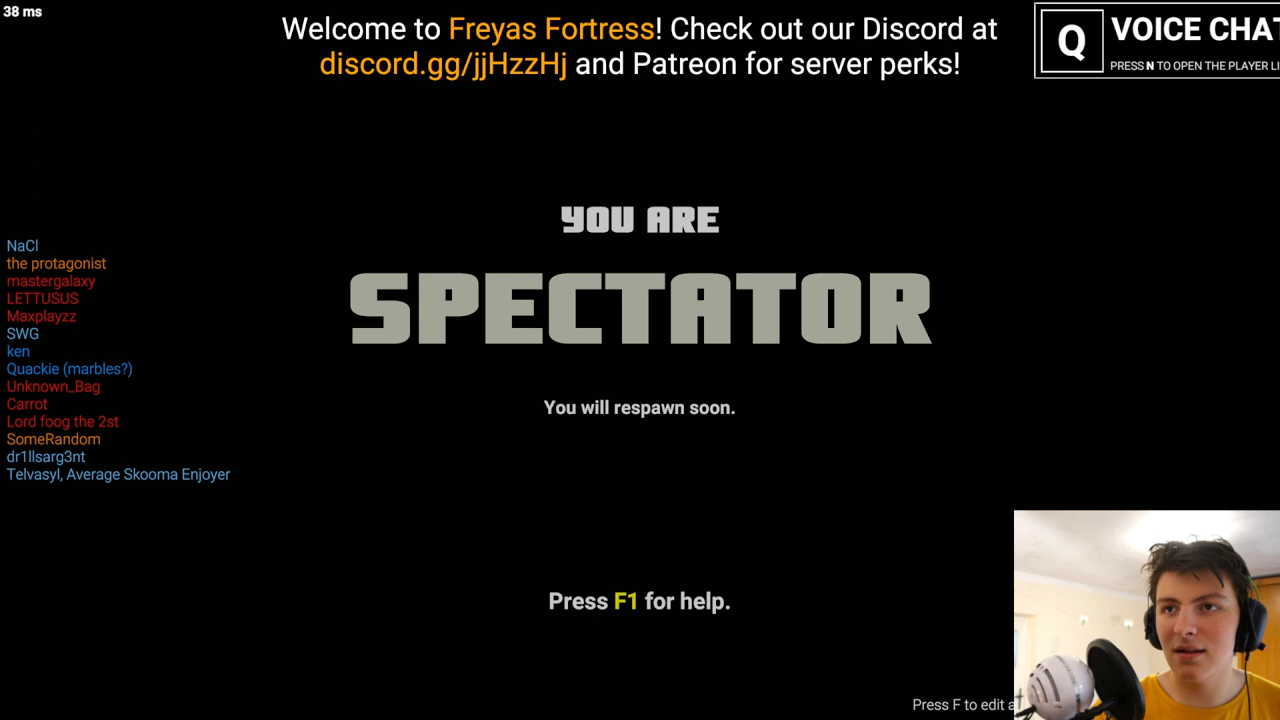 38 ms
Welcome to Freyas Fortress! Check out our Discord at
discord.gg/jjHzzHj and Patreon for server perks!
Q
VOICE CHAT
PRESS N TO OPEN THE PLAYER LI
YOU ARE
SPECTATOR
You will respawn soon.
NaCl
the protagonist
mastergalaxy
LETTUSUS
Maxplayzz
SWG
ken
Quackie (marbles?)
Unknown_Bag
Carrot
Lord foog the 2st
SomeRandom
dr1llsarg3nt
Telvasyl, Average Skooma Enjoyer
Press F1 for help.
Press F to edit a